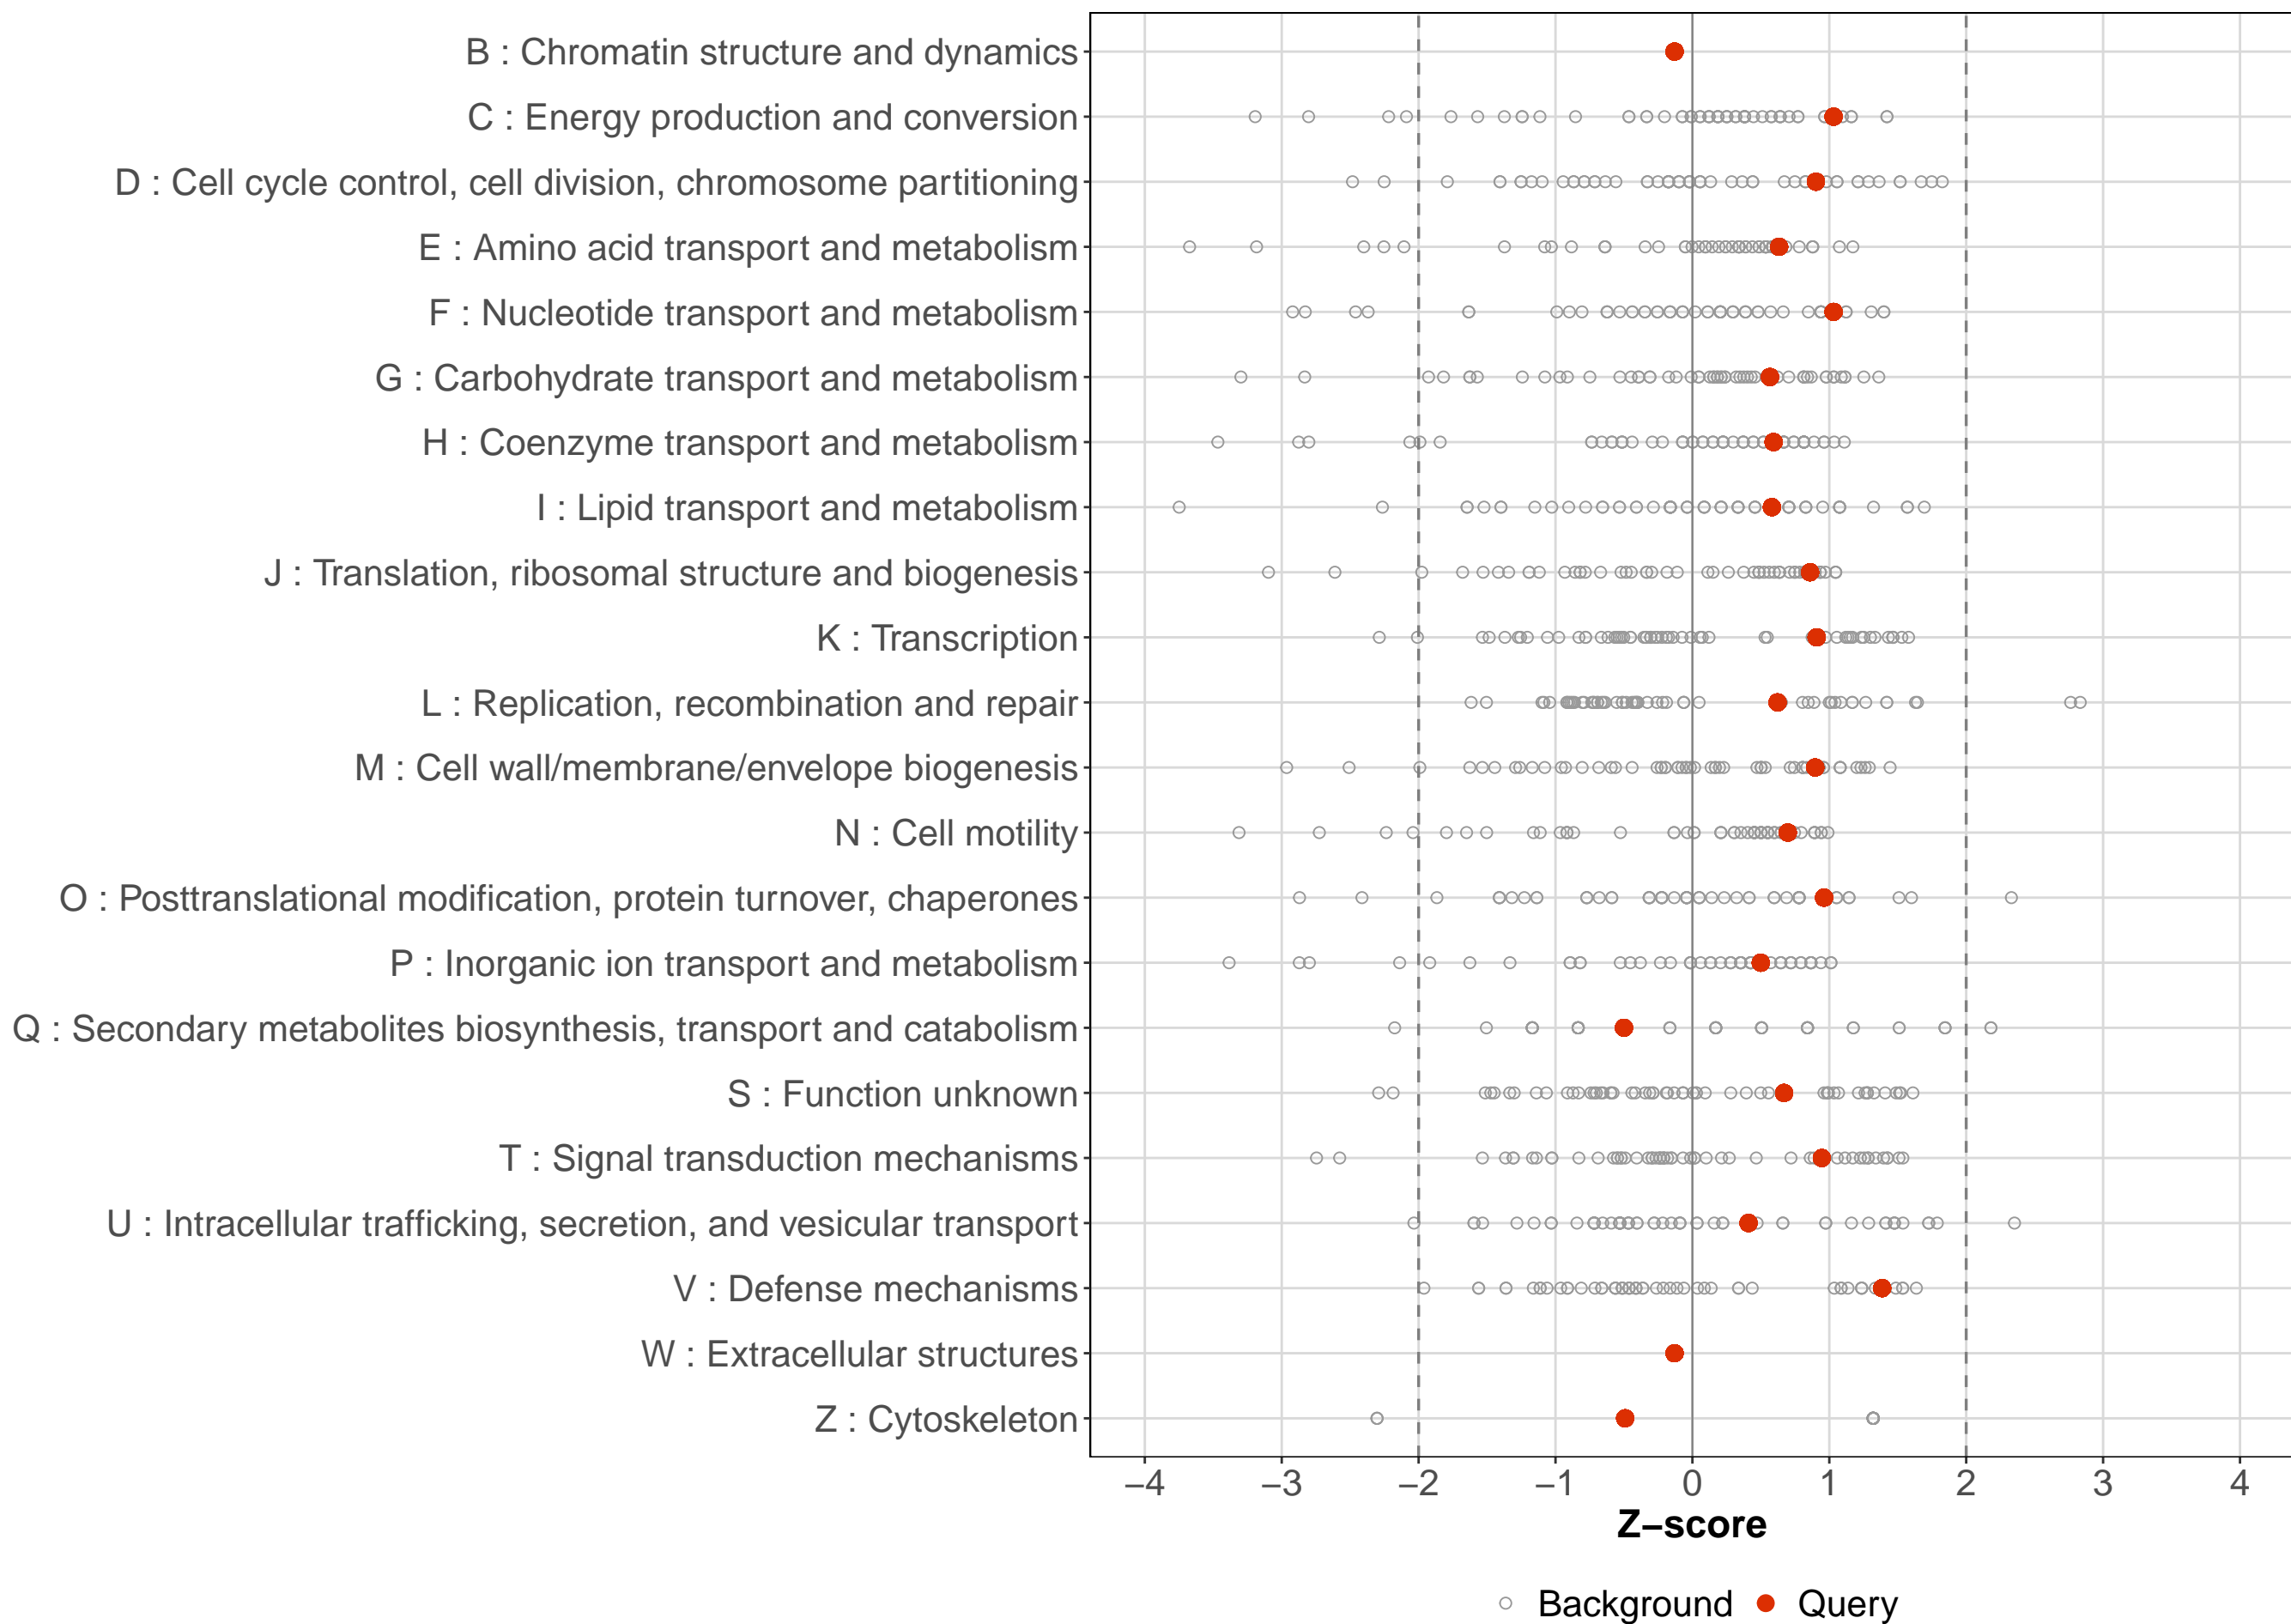 B : Chromatin structure and dynamics
C : Energy production and conversion
D : Cell cycle control, cell division, chromosome partitioning
E : Amino acid transport and metabolism
F : Nucleotide transport and metabolism
G : Carbohydrate transport and metabolism
H : Coenzyme transport and metabolism
I : Lipid transport and metabolism
J : Translation, ribosomal structure and biogenesis
K : Transcription
L : Replication, recombination and repair
M : Cell wall/membrane/envelope biogenesis
N : Cell motility
O : Posttranslational modification, protein turnover, chaperones
P : Inorganic ion transport and metabolism
Q : Secondary metabolites biosynthesis, transport and catabolism
S : Function unknown
T : Signal transduction mechanisms
U : Intracellular trafficking, secretion, and vesicular transport
V : Defense mechanisms
W : Extracellular structures
Z : Cytoskeleton
−4 −3 −2 −1 0 1 2 3 4
Z−score
Background Query